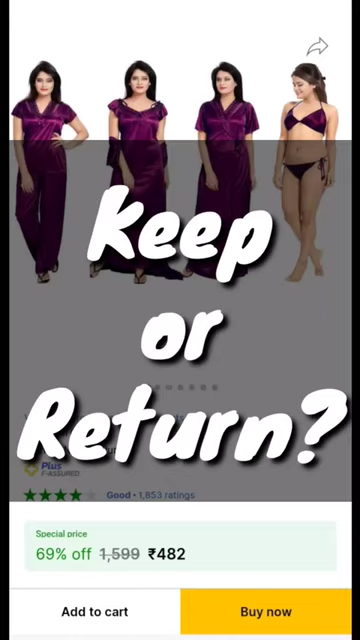 Keep
or
Return?
Plus
F-ASSURED
Good • 1,853 ratings
Special price
69% off 1,599 ₹482
Add to cart
Buy now